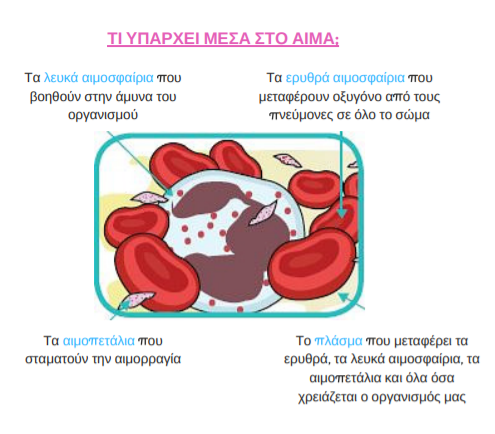 ΤΙ ΥΠΑΡΧΕΙ ΜΕΣΑ ΣΤΟ ΑΙΜΑ;
Τα λευκά αιμοσφαίρια που
βοηθούν στην άμυνα του
οργανισμού
Τα ερυθρά αιμοσφαίρια που
μεταφέρουν οξυγόνο από τους
πνεύμονες σε όλο το σώμα
Τα αιμοπετάλια που
σταματούν την αιμορραγία
Το πλάσμα που μεταφέρει τα
ερυθρά, τα λευκά αιμοσφαίρια, τα
αιμοπετάλια και όλα όσα
χρειάζεται ο οργανισμός μας